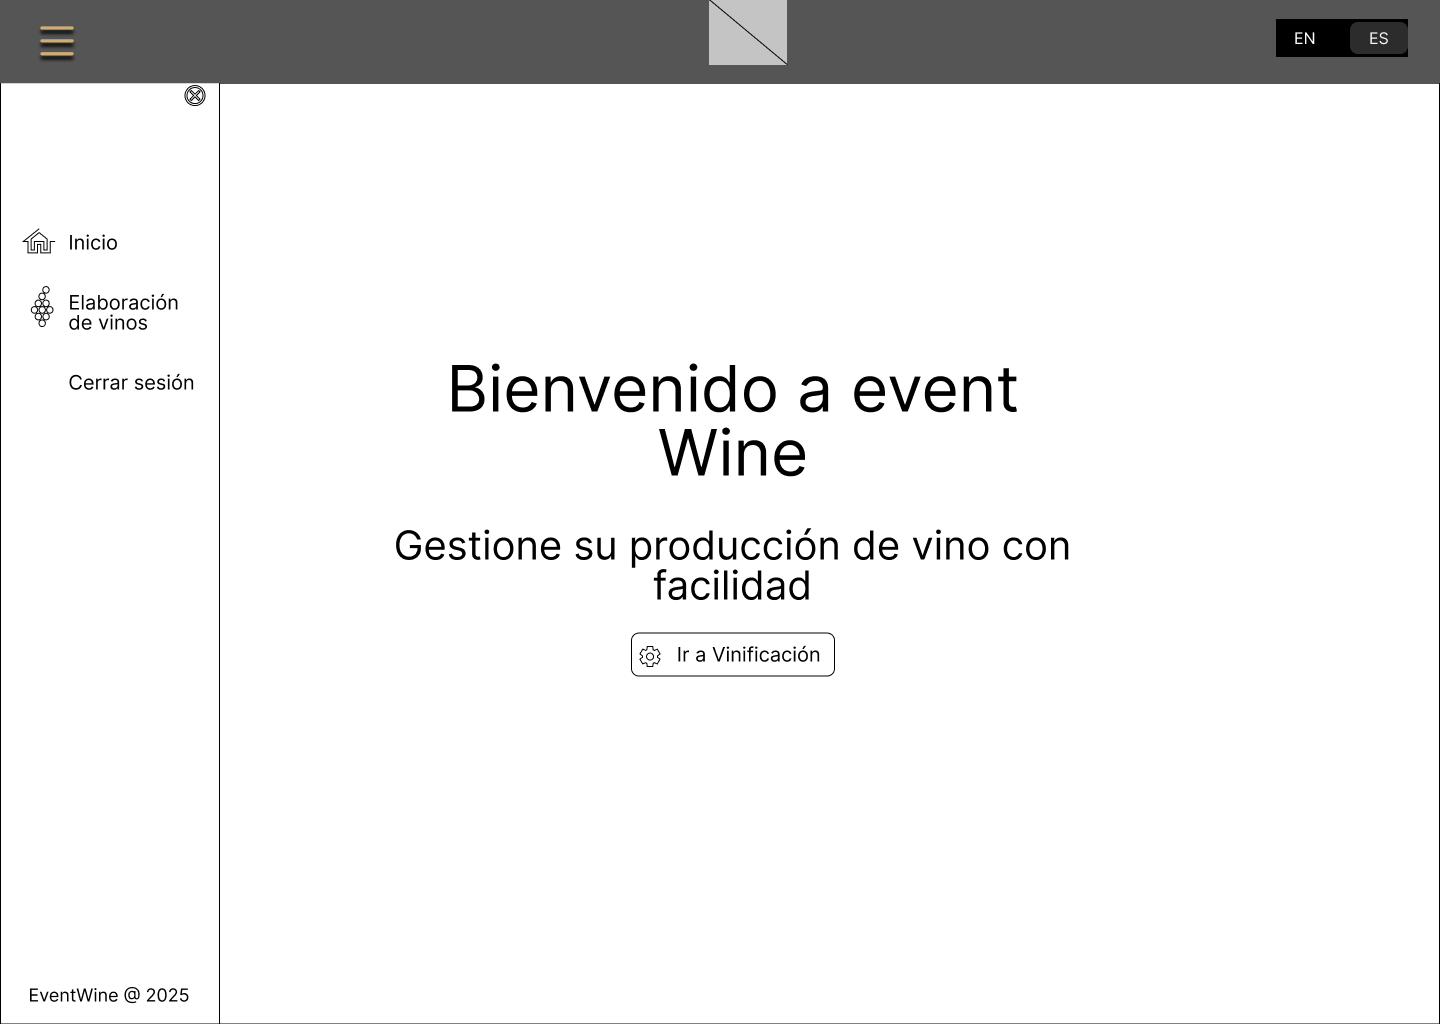 EN
ES
Inicio
Elaboración
de vinos
Cerrar sesión
Bienvenido a event
Wine
Gestione su producción de vino con
facilidad
Ir a Vinificación
EventWine @ 2025